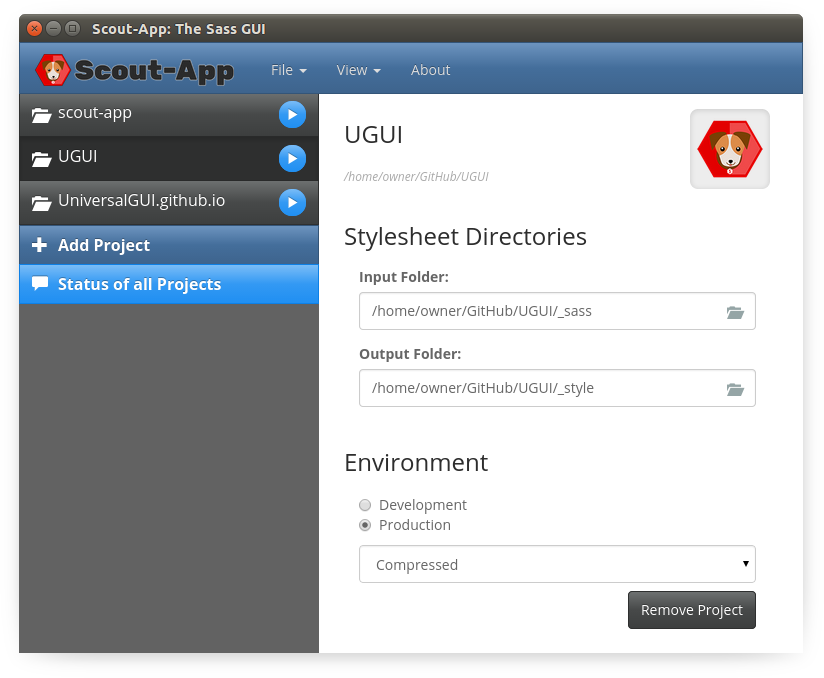 Scout-App: The Sass GUI
Scout-App File View About
scout-app
UGUI
UniversalGUI.github.io
Add Project
Status of all Projects
UGUI
/home/owner/GitHub/UGUI
Stylesheet Directories
Input Folder:
/home/owner/GitHub/UGUI/_sass
Output Folder:
/home/owner/GitHub/UGUI/_style
Environment
Development
Production
Compressed
Remove Project